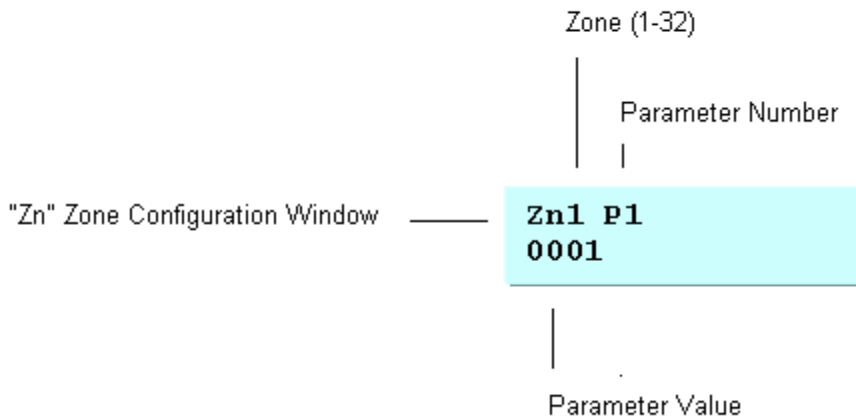 Zone (1-32)
Parameter Number
"Zn" Zone Configuration Window
Zn1 P1
0001
Parameter Value